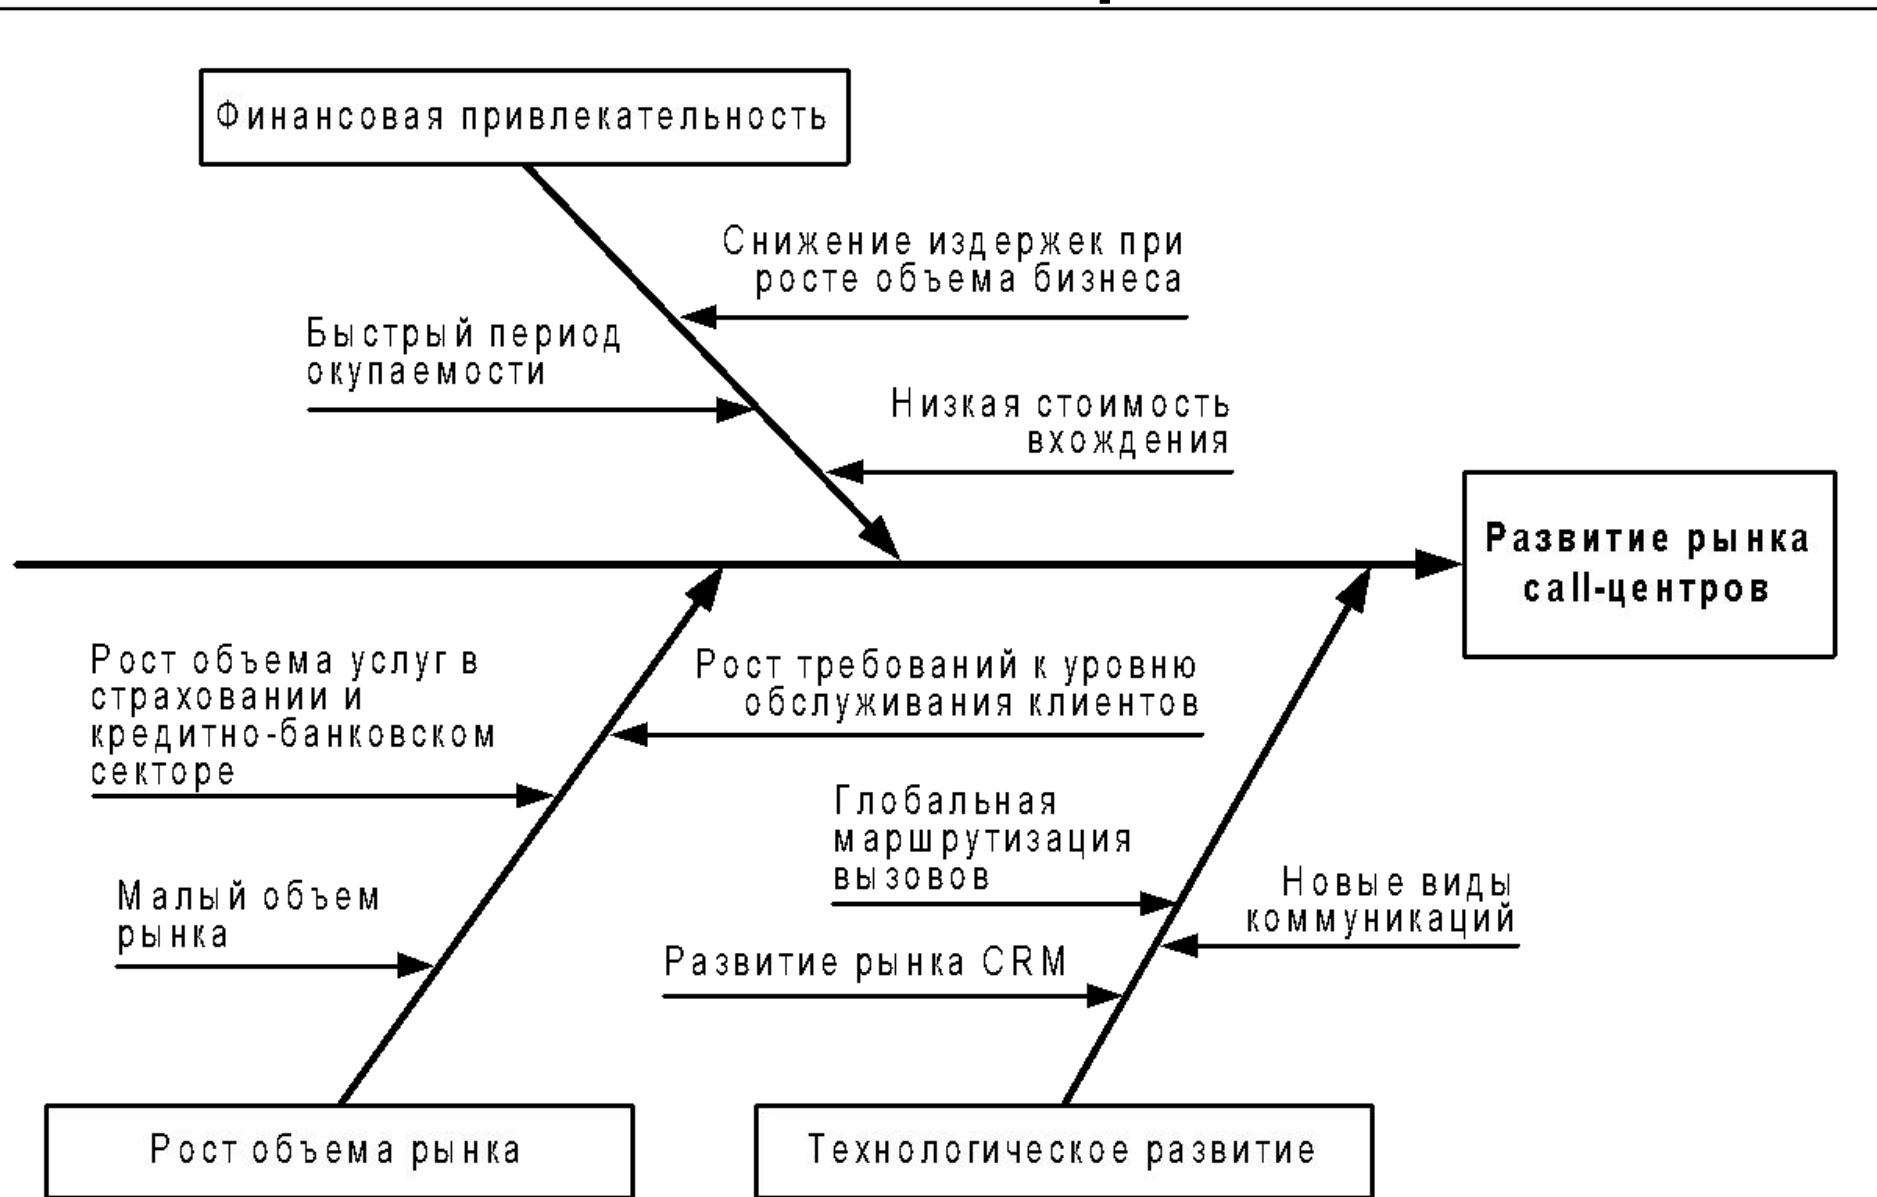 Финансовая привлекательность
Снижение издержек при
росте объема бизнеса
Быстрый период
окупаемости
Низкая стоимость
вхождения
Развитие рынка
call-центров
Рост объема услуг в
страховании и
кредитно-банковском
секторе
Рост требований к уровню
обслуживания клиентов
Глобальная
маршрутизация
вызовов
Малый объем
рынка
Новые виды
коммуникаций
Развитие рынка CRM
Рост объема рынка
Технологическое развитие